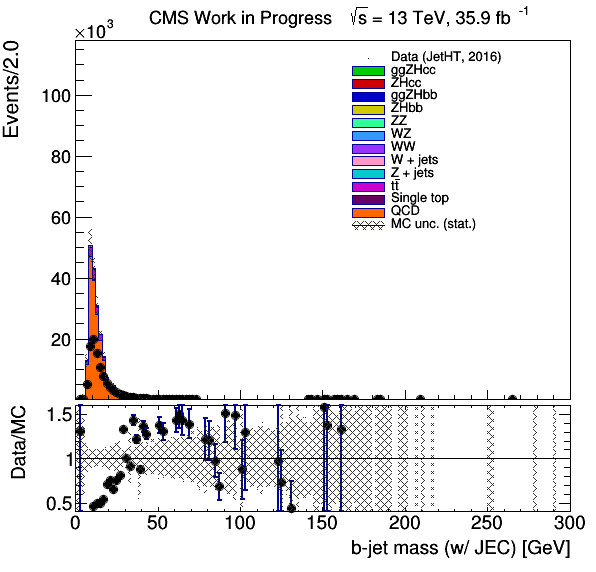 CMS Work in Progress √s = 13 TeV, 35.9 fb⁻¹
×10³
Events/2.0
100
80
60
40
20
Data (JetHT, 2016)
ggZHcc
ZHcc
ggZHbb
ZHbb
ZZ
WZ
WW
W + jets
Z + jets
tt̄
Single top
QCD
MC unc. (stat.)
Data/MC
1.5
1
0.5
0 50 100 150 200 250 300
b-jet mass (w/ JEC) [GeV]